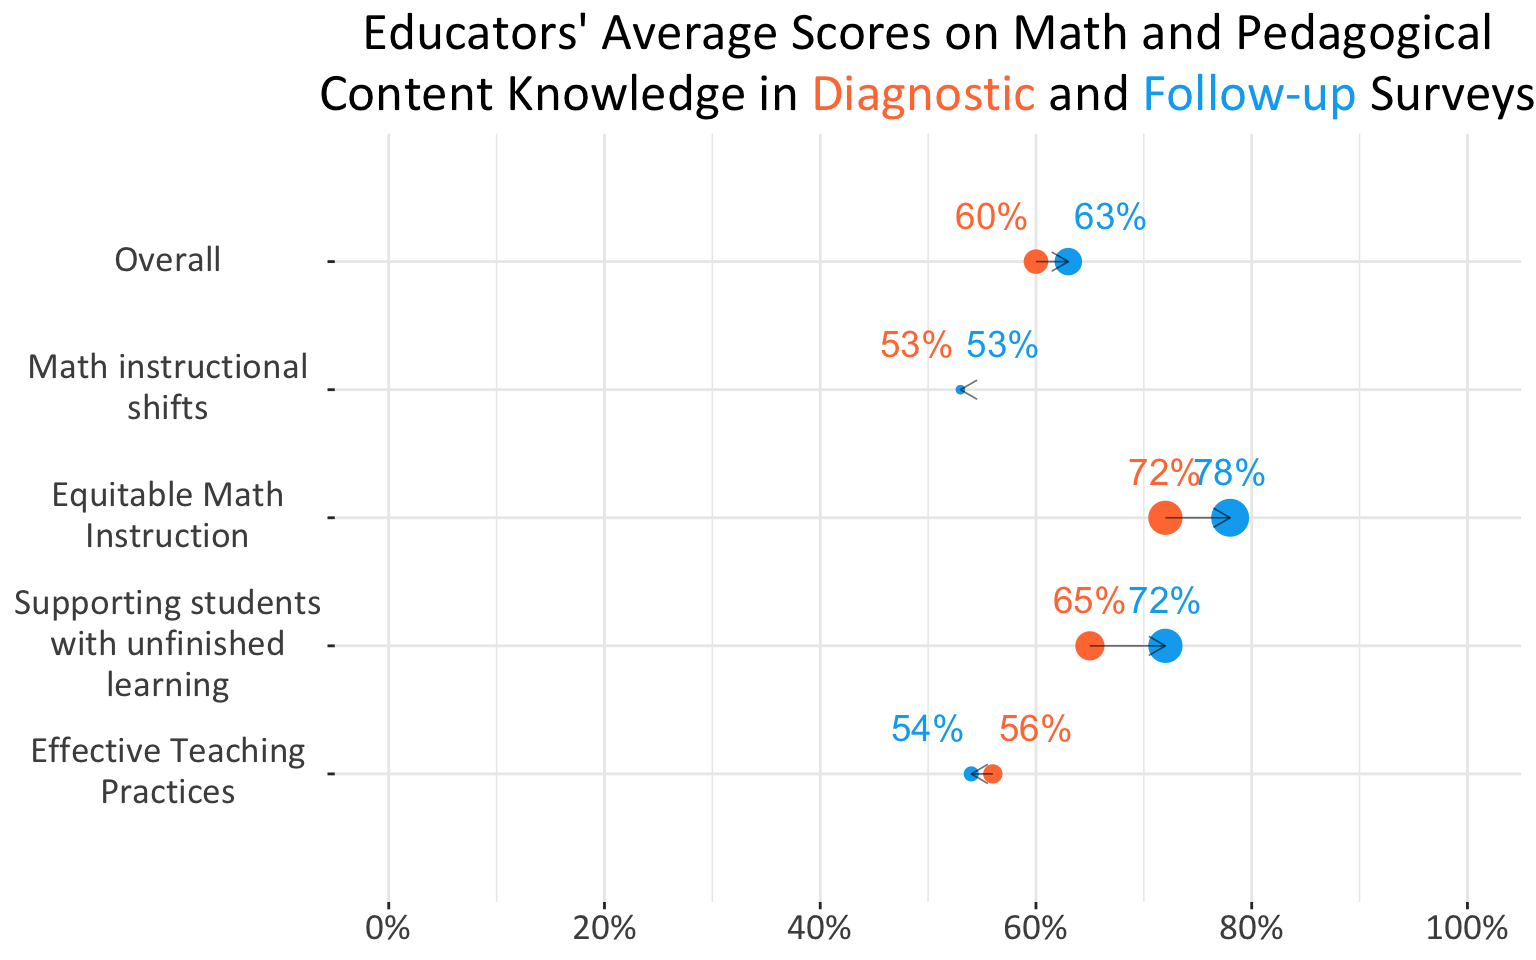 Educators' Average Scores on Math and Pedagogical
Content Knowledge in Diagnostic and Follow-up Surveys
60% 63%
Overall
53% 53%
Math instructional
shifts
72% 78%
Equitable Math
Instruction
65% 72%
Supporting students
with unfinished
learning
54% 56%
Effective Teaching
Practices
0% 20% 40% 60% 80% 100%